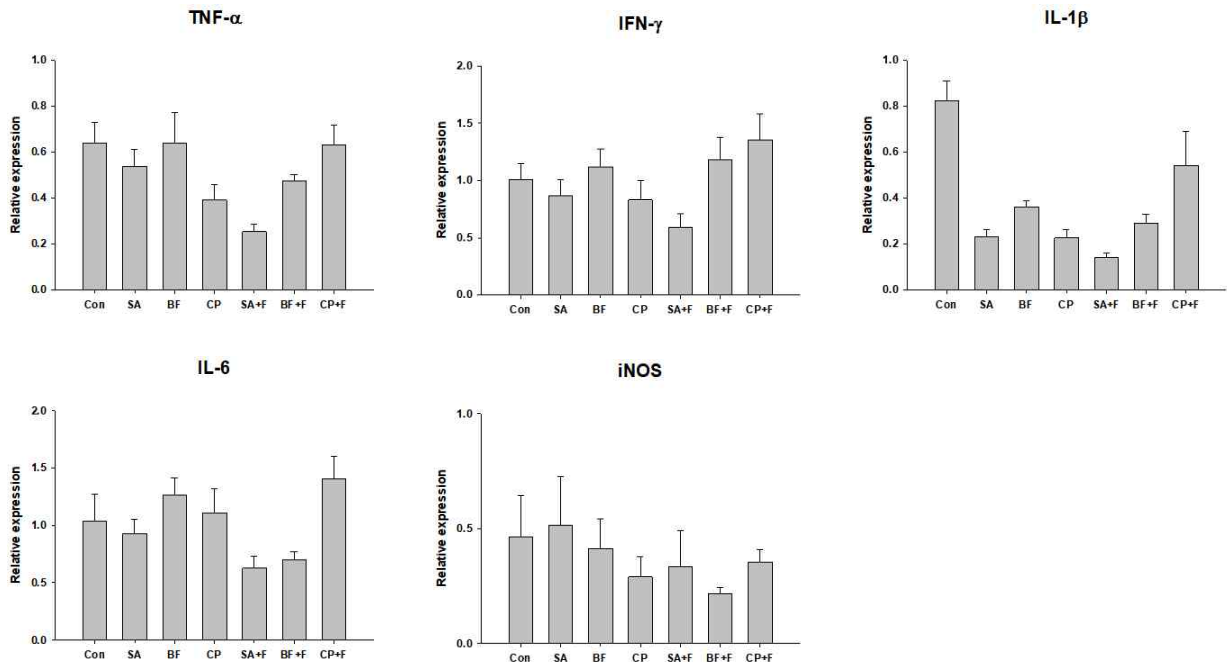 TNF-α
Relative expression
1.0
0.8
0.6
0.4
0.2
0.0
Con SA BF CP SA+F BF+F CP+F
IFN-γ
Relative expression
2.0
1.5
1.0
0.5
0.0
Con SA BF CP SA+F BF+F CP+F
IL-1β
Relative expression
1.0
0.8
0.6
0.4
0.2
0.0
Con SA BF CP SA+F BF+F CP+F
IL-6
Relative expression
2.0
1.5
1.0
0.5
0.0
Con SA BF CP SA+F BF+F CP+F
iNOS
Relative expression
1.0
0.5
0.0
Con SA BF CP SA+F BF+F CP+F